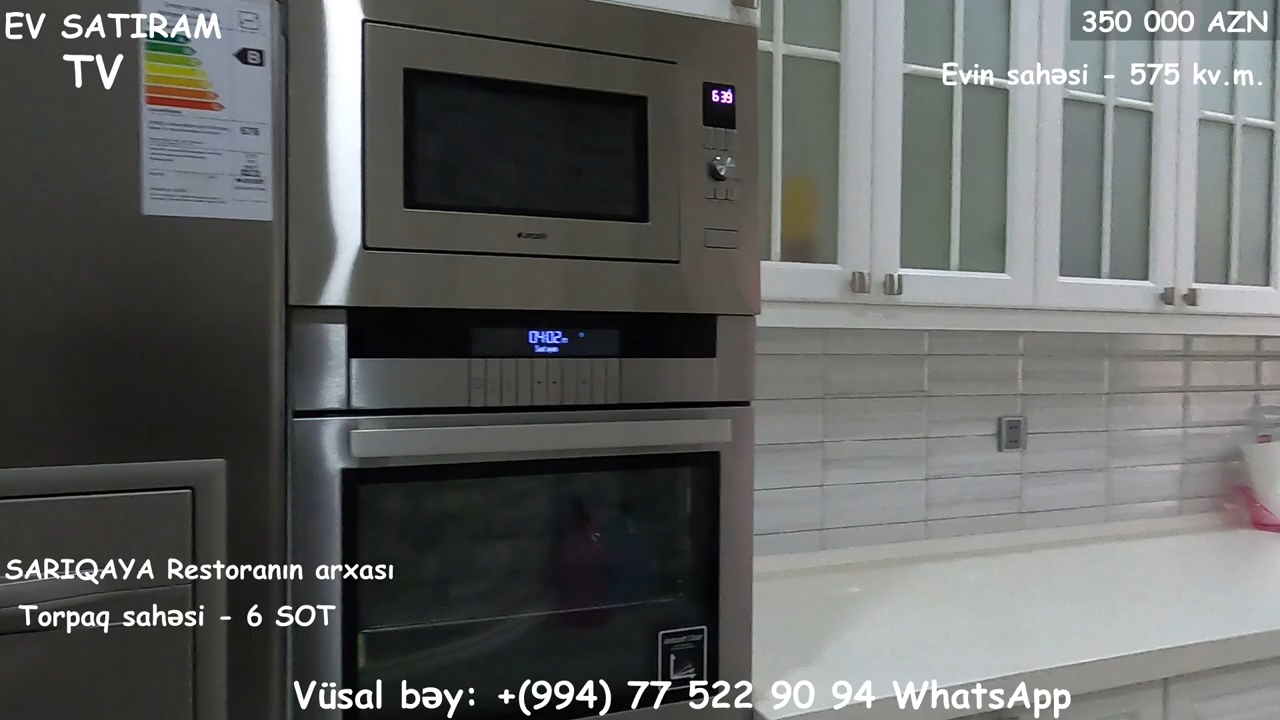 EV SATIRAM
TV
350 000 AZN
Evin sahəsi - 575 kv.m.
B
676
6:39
04:02
SARIQAYA Restoranın arxası
Torpaq sahəsi - 6 SOT
Vüsal bəy: +(994) 77 522 90 94 WhatsApp